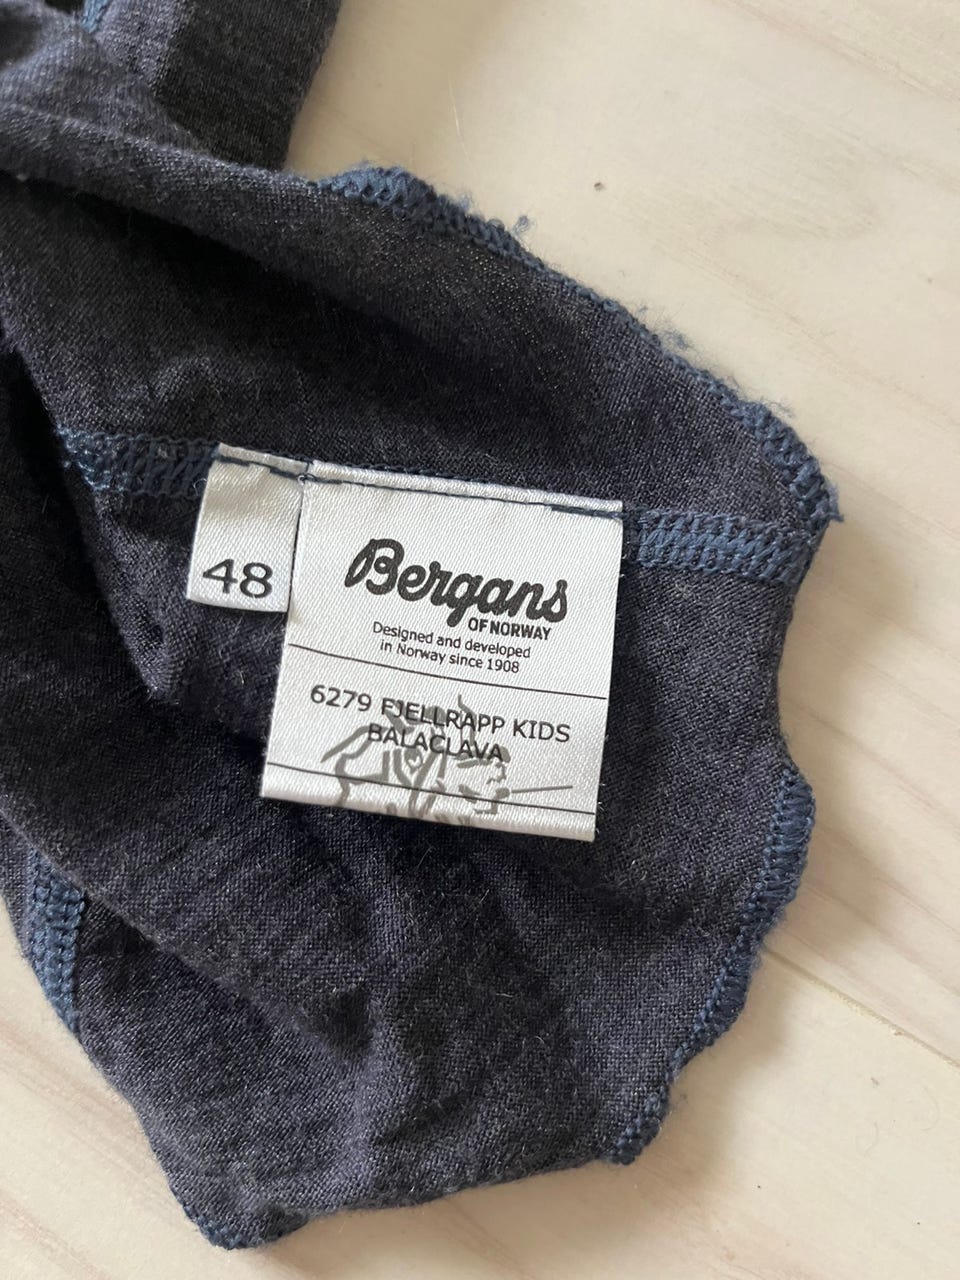 48
Bergans
OF NORWAY
Designed and developed
in Norway since 1908
6279 FJELLRAPP KIDS
BALACLAVA